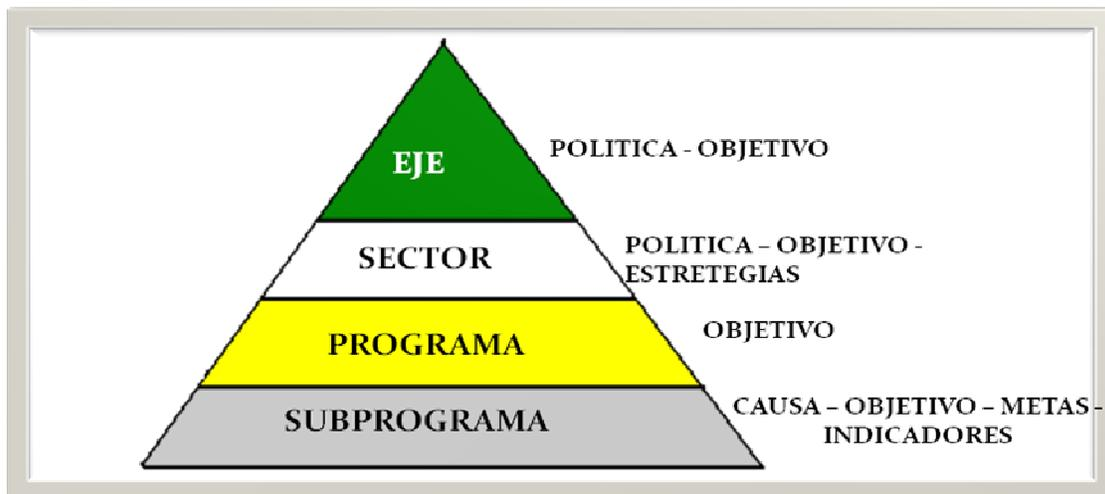 EJE
POLITICA - OBJETIVO
SECTOR
POLITICA – OBJETIVO -
ESTRETEGIAS
PROGRAMA
OBJETIVO
SUBPROGRAMA
CAUSA – OBJETIVO – METAS -
INDICADORES